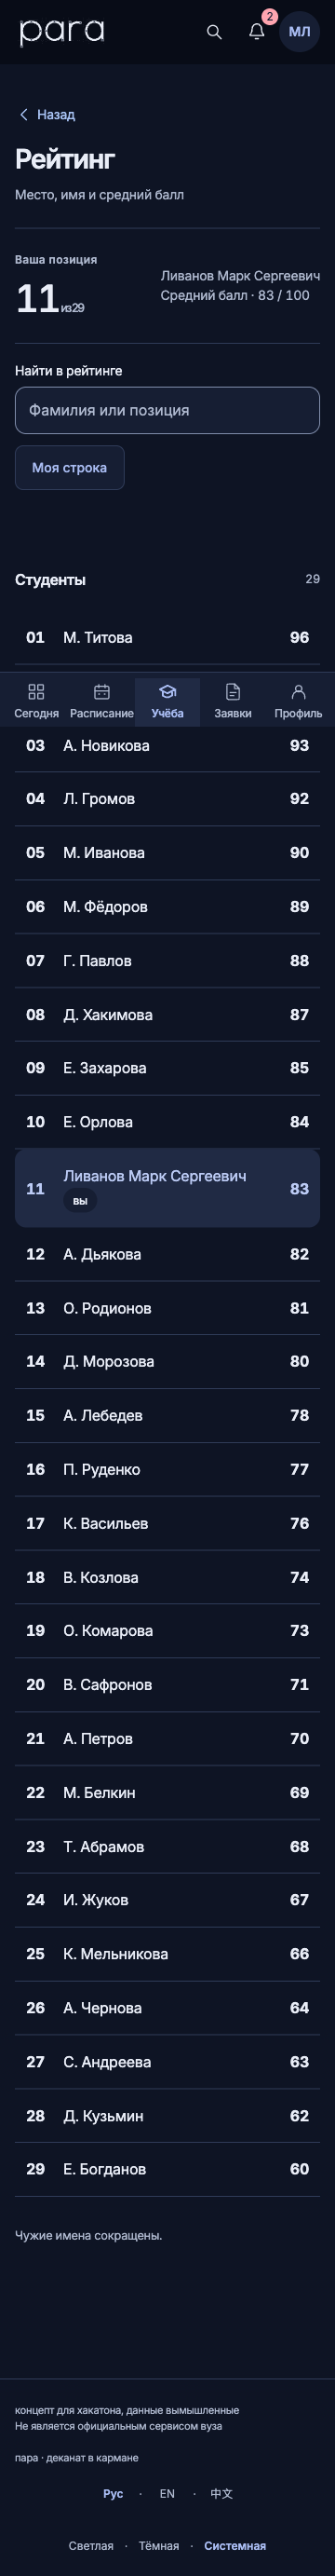 para
2
МЛ
Назад
Рейтинг
Место, имя и средний балл
Ваша позиция
11 из 29
Ливанов Марк Сергеевич
Средний балл · 83 / 100
Найти в рейтинге
Фамилия или позиция
Моя строка
Студенты 29
01 М. Титова 96
Сегодня Расписание Учёба Заявки Профиль
03 А. Новикова 93
04 Л. Громов 92
05 М. Иванова 90
06 М. Фёдоров 89
07 Г. Павлов 88
08 Д. Хакимова 87
09 Е. Захарова 85
10 Е. Орлова 84
11 Ливанов Марк Сергеевич 83
вы
12 А. Дьякова 82
13 О. Родионов 81
14 Д. Морозова 80
15 А. Лебедев 78
16 П. Руденко 77
17 К. Васильев 76
18 В. Козлова 74
19 О. Комарова 73
20 В. Сафронов 71
21 А. Петров 70
22 М. Белкин 69
23 Т. Абрамов 68
24 И. Жуков 67
25 К. Мельникова 66
26 А. Чернова 64
27 С. Андреева 63
28 Д. Кузьмин 62
29 Е. Богданов 60
Чужие имена сокращены.
концепт для хакатона, данные вымышленные
Не является официальным сервисом вуза
пара · деканат в кармане
Рус · EN · 中文
Светлая · Тёмная · Системная